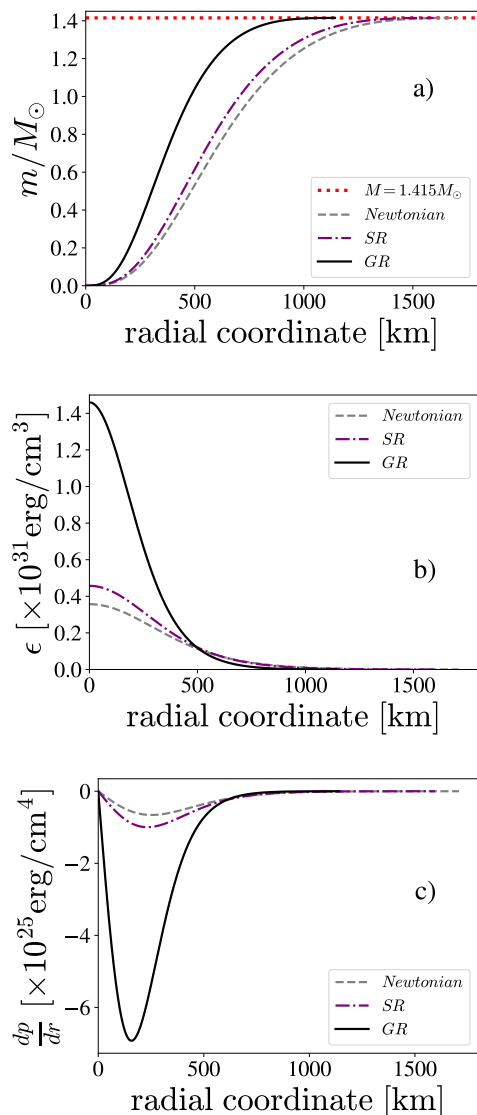 1.4
1.2
1.0
0.8
0.6
0.4
0.2
0.0
m/M⊙
a)
M = 1.415M⊙
Newtonian
SR
GR
0 500 1000 1500
radial coordinate [km]
1.4
1.2
1.0
0.8
0.6
0.4
0.2
0.0
ϵ [×10³¹erg/cm³]
Newtonian
SR
GR
b)
0 500 1000 1500
radial coordinate [km]
0
−2
−4
−6
dp/dr [×10²⁵erg/cm⁴]
c)
Newtonian
SR
GR
0 500 1000 1500
radial coordinate [km]